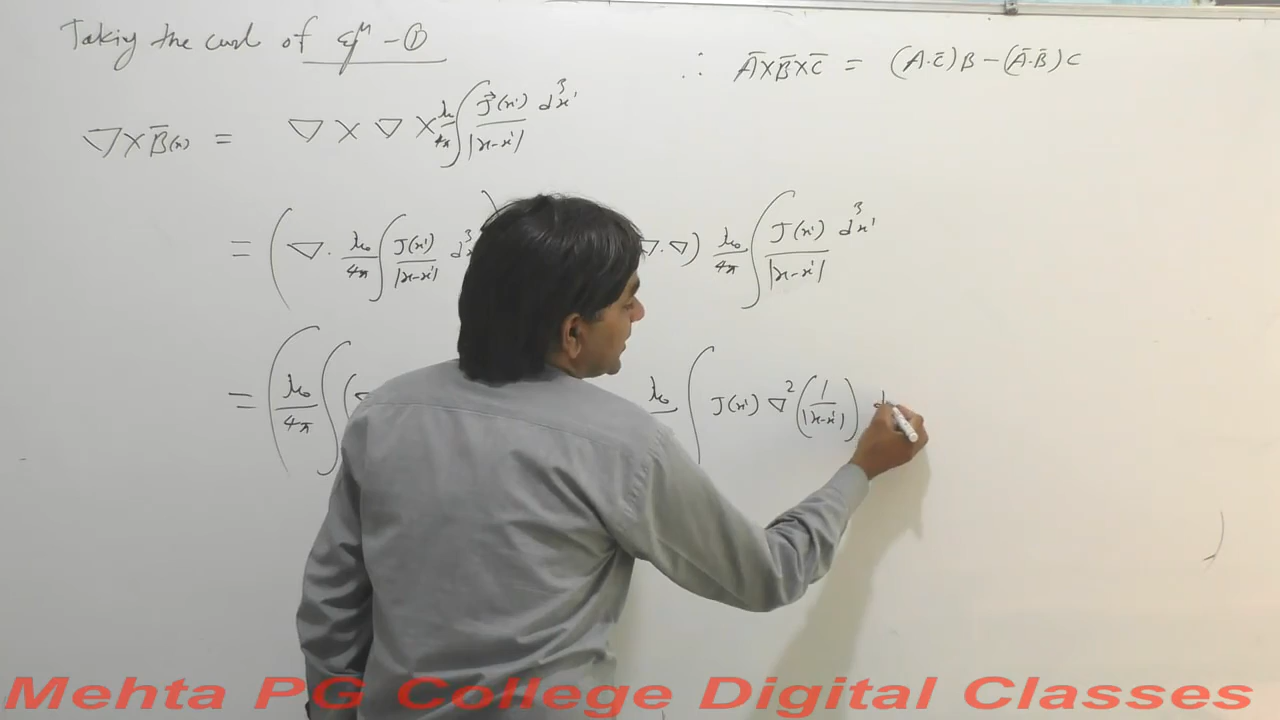 Taking the curl of eqⁿ - ①
∴ A̅×B̅×C̅ = (A.C̅)B - (A̅.B̅)C
∇×B̅(x) = ∇ × ∇ × μ/4π ∫ J⃗(x')/|x-x'| d³x'
= (∇. μ₀/4π ∫ J(x')/|x-x'| d³x ) ∇.∇) μ₀/4π ∫ J(x')/|x-x'| d³x'
= (μ₀/4π ∫ ( μ₀ ∫ J(x') ∇² (1/|x-x'|) d
Mehta PG College Digital Classes